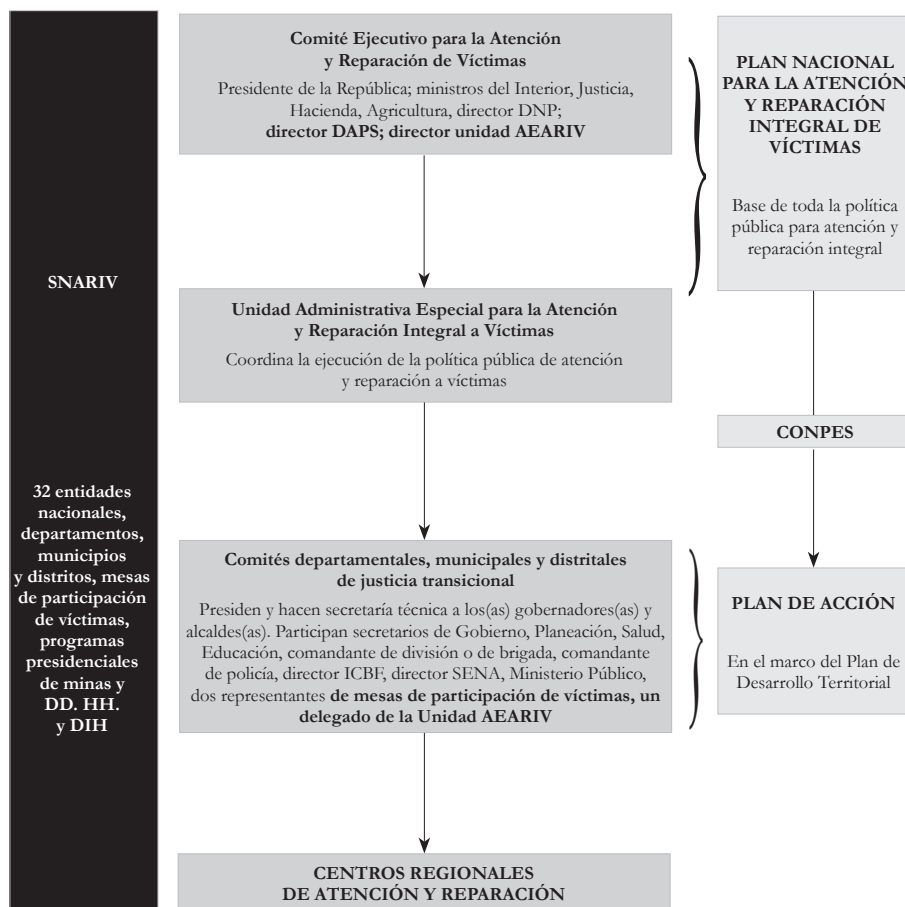 SNARIV
32 entidades
nacionales,
departamentos,
municipios
y distritos, mesas
de participación
de víctimas,
programas
presidenciales
de minas y
DD. HH.
y DIH
Comité Ejecutivo para la Atención
y Reparación de Víctimas
Presidente de la República; ministros del Interior, Justicia,
Hacienda, Agricultura, director DNP;
director DAPS; director unidad AEARIV
Unidad Administrativa Especial para la Atención
y Reparación Integral a Víctimas
Coordina la ejecución de la política pública de atención
y reparación a víctimas
Comités departamentales, municipales y distritales
de justicia transicional
Presiden y hacen secretaría técnica a los(as) gobernadores(as) y
alcaldes(as). Participan secretarios de Gobierno, Planeación, Salud,
Educación, comandante de división o de brigada, comandante
de policía, director ICBF, director SENA, Ministerio Público,
dos representantes de mesas de participación de víctimas, un
delegado de la Unidad AEARIV
CENTROS REGIONALES
DE ATENCIÓN Y REPARACIÓN
PLAN NACIONAL
PARA LA ATENCIÓN
Y REPARACIÓN
INTEGRAL DE
VÍCTIMAS
Base de toda la política
pública para atención y
reparación integral
CONPES
PLAN DE ACCIÓN
En el marco del Plan de
Desarrollo Territorial